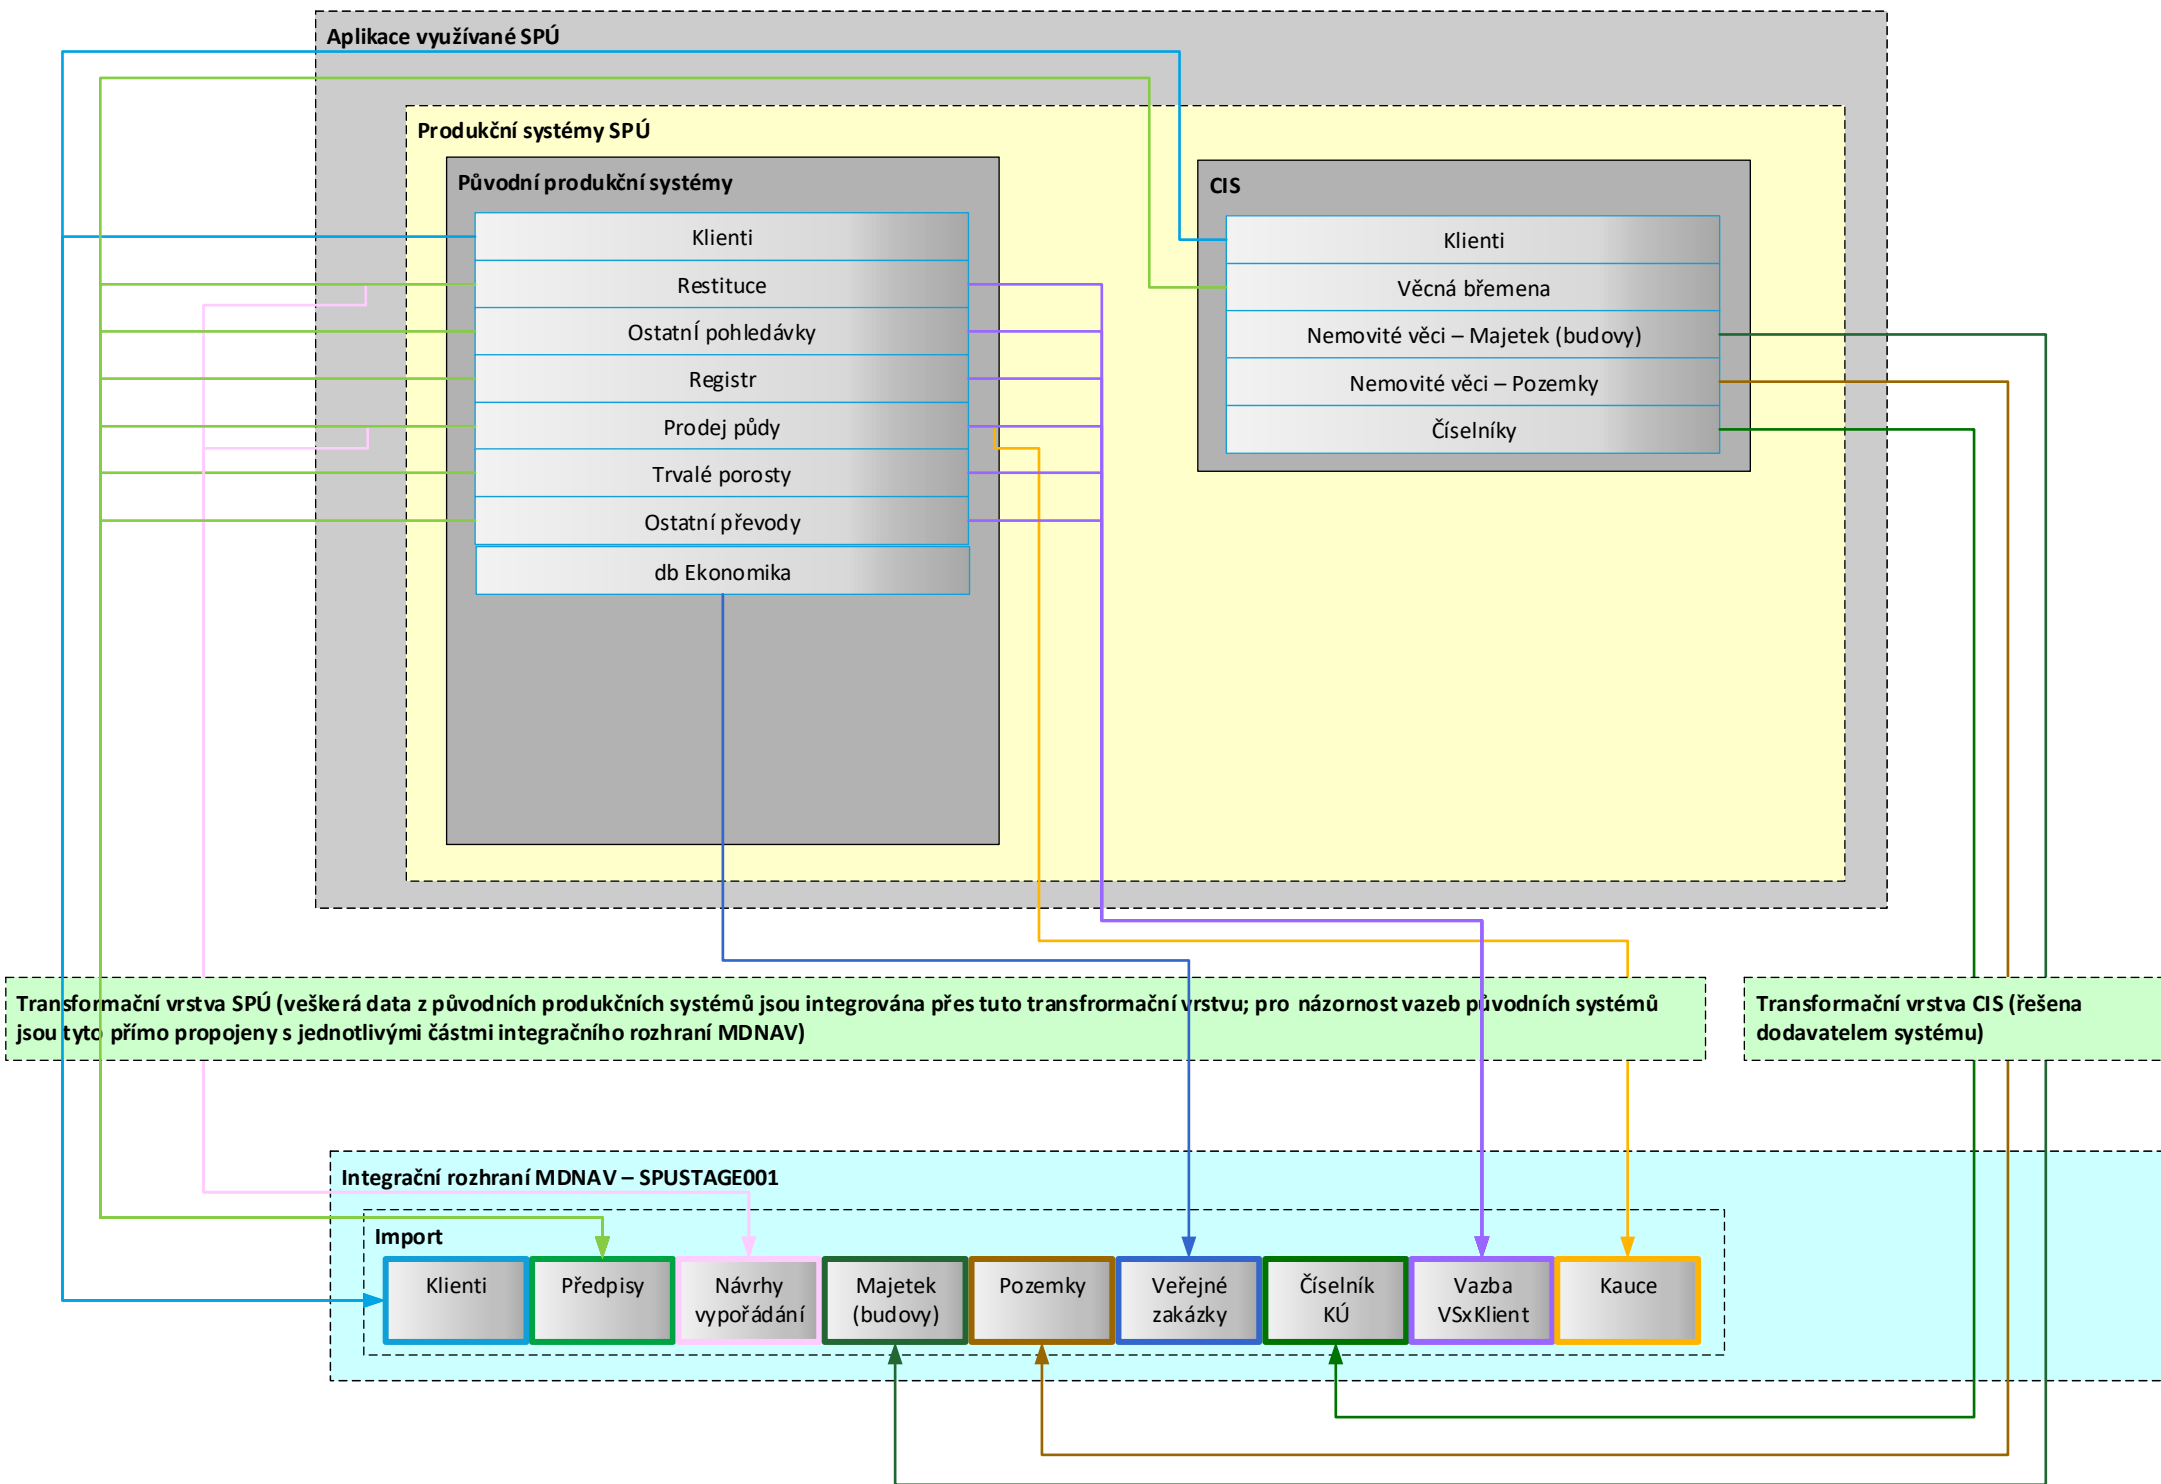 Aplikace využívané SPÚ
Produkční systémy SPÚ
Původní produkční systémy
Klienti
Restituce
OstatnÍ pohledávky
Registr
Prodej půdy
Trvalé porosty
Ostatní převody
db Ekonomika
CIS
Klienti
Věcná břemena
Nemovité věci – Majetek (budovy)
Nemovité věci – Pozemky
Číselníky
Transformační vrstva SPÚ (veškerá data z původních produkčních systémů jsou integrována přes tuto transfrormační vrstvu; pro názornost vazeb původních systémů
jsou tyto přímo propojeny s jednotlivými částmi integračního rozhraní MDNAV)
Transformační vrstva CIS (řešena
dodavatelem systému)
Integrační rozhraní MDNAV – SPUSTAGE001
Import
Klienti
Předpisy
Návrhy
vypořádání
Majetek
(budovy)
Pozemky
Veřejné
zakázky
Číselník
KÚ
Vazba
VSxKlient
Kauce